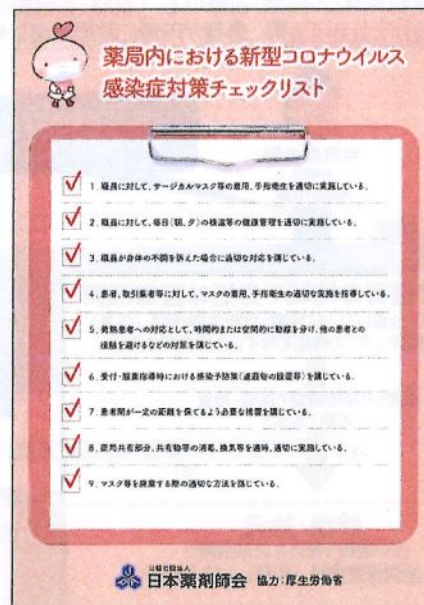 薬局内における新型コロナウイルス
感染症対策チェックリスト
1. 職員に対して、サージカルマスク等の着用、手指衛生を適切に実施している。
2. 職員に対して、毎日(朝、夕)の検温等の健康管理を適切に実施している。
3. 職員が身体の不調を訴えた場合に適切な対応を講じている。
4. 患者、取引業者等に対して、マスクの着用、手指衛生の適切な実施を指導している。
5. 発熱患者への対応として、時間的または空間的に動線を分け、他の患者との
接触を避けるなどの対策を講じている。
6. 受付・服薬指導時における感染予防策(遮蔽物の設置等)を講じている。
7. 患者間が一定の距離を保てるよう必要な措置を講じている。
8. 薬局共有部分、共有物等の消毒、換気等を適時、適切に実施している。
9. マスク等を廃棄する際の適切な方法を講じている。
公益社団法人
日本薬剤師会 協力:厚生労働省